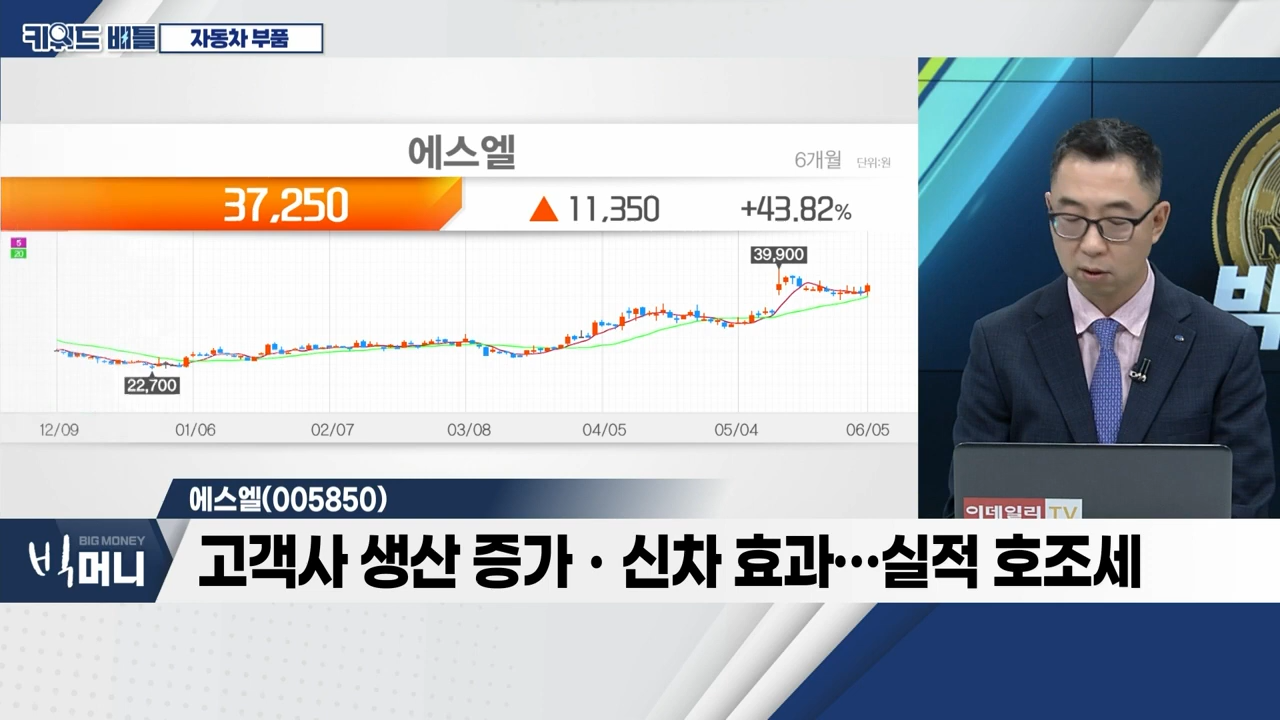 키워드 배틀
자동차 부품
에스엘
6개월 단위:원
37,250 ▲ 11,350 +43.82%
5
20
39,900
22,700
12/09 01/06 02/07 03/08 04/05 05/04 06/05
이데일리 TV
에스엘(005850)
BIG MONEY
빅머니
고객사 생산 증가·신차 효과…실적 호조세